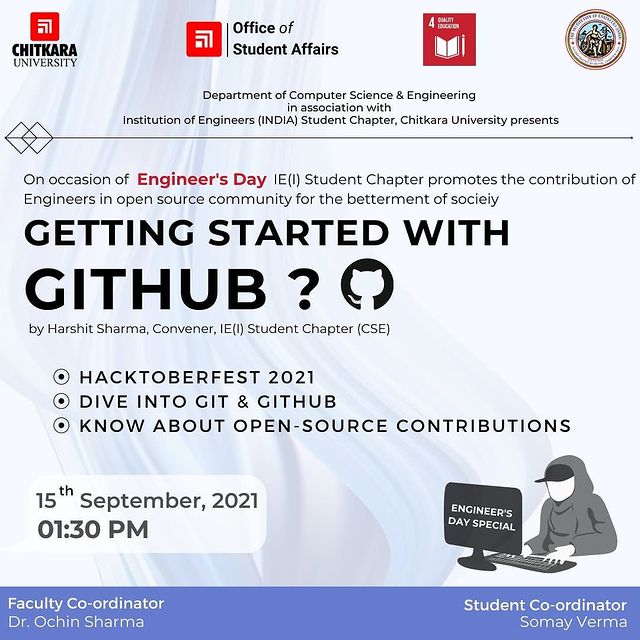 CHITKARA
UNIVERSITY
Office of
Student Affairs
4 QUALITY
EDUCATION
Department of Computer Science & Engineering
in association with
Institution of Engineers (INDIA) Student Chapter, Chitkara University presents
On occasion of Engineer's Day IE(I) Student Chapter promotes the contribution of
Engineers in open source community for the betterment of socieiy
GETTING STARTED WITH
GITHUB ?
by Harshit Sharma, Convener, IE(I) Student Chapter (CSE)
HACKTOBERFEST 2021
DIVE INTO GIT & GITHUB
KNOW ABOUT OPEN-SOURCE CONTRIBUTIONS
15th September, 2021
01:30 PM
ENGINEER'S
DAY SPECIAL
Faculty Co-ordinator
Dr. Ochin Sharma
Student Co-ordinator
Somay Verma